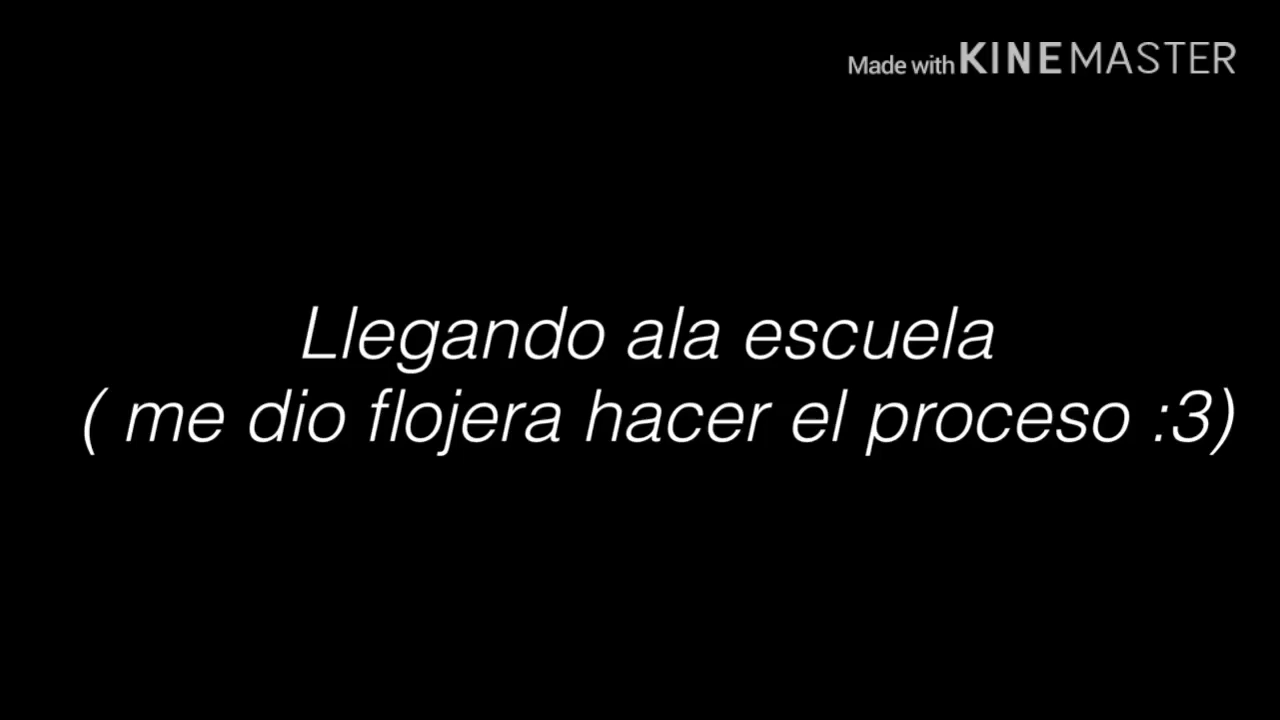 Made with KINEMASTER
Llegando ala escuela
( me dio flojera hacer el proceso :3)